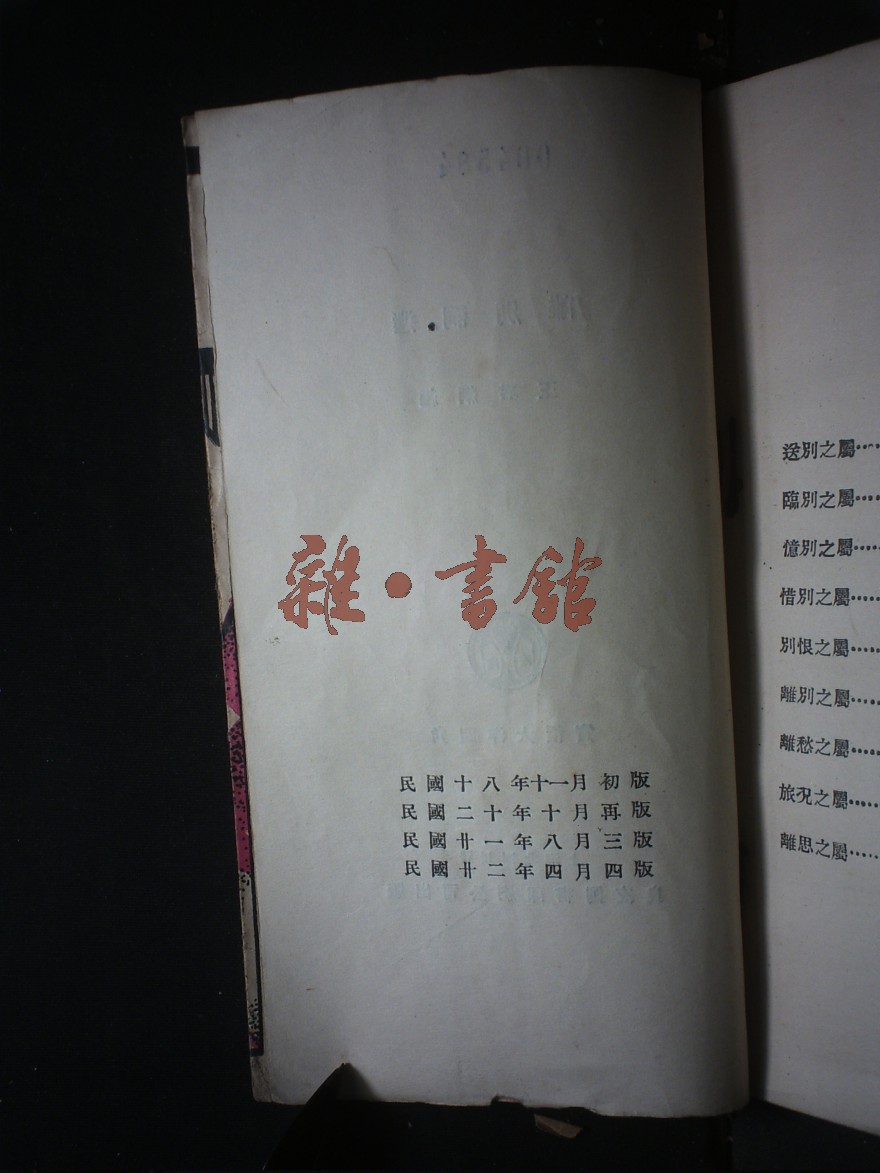 雜·書舘
民國十八年十一月初版
民國二十年十月再版
民國廿一年八月三版
民國廿二年四月四版
送別之屬……
臨別之屬……
憶別之屬……
惜別之屬……
別恨之屬……
離別之屬……
離愁之屬……
旅況之屬……
離思之屬……